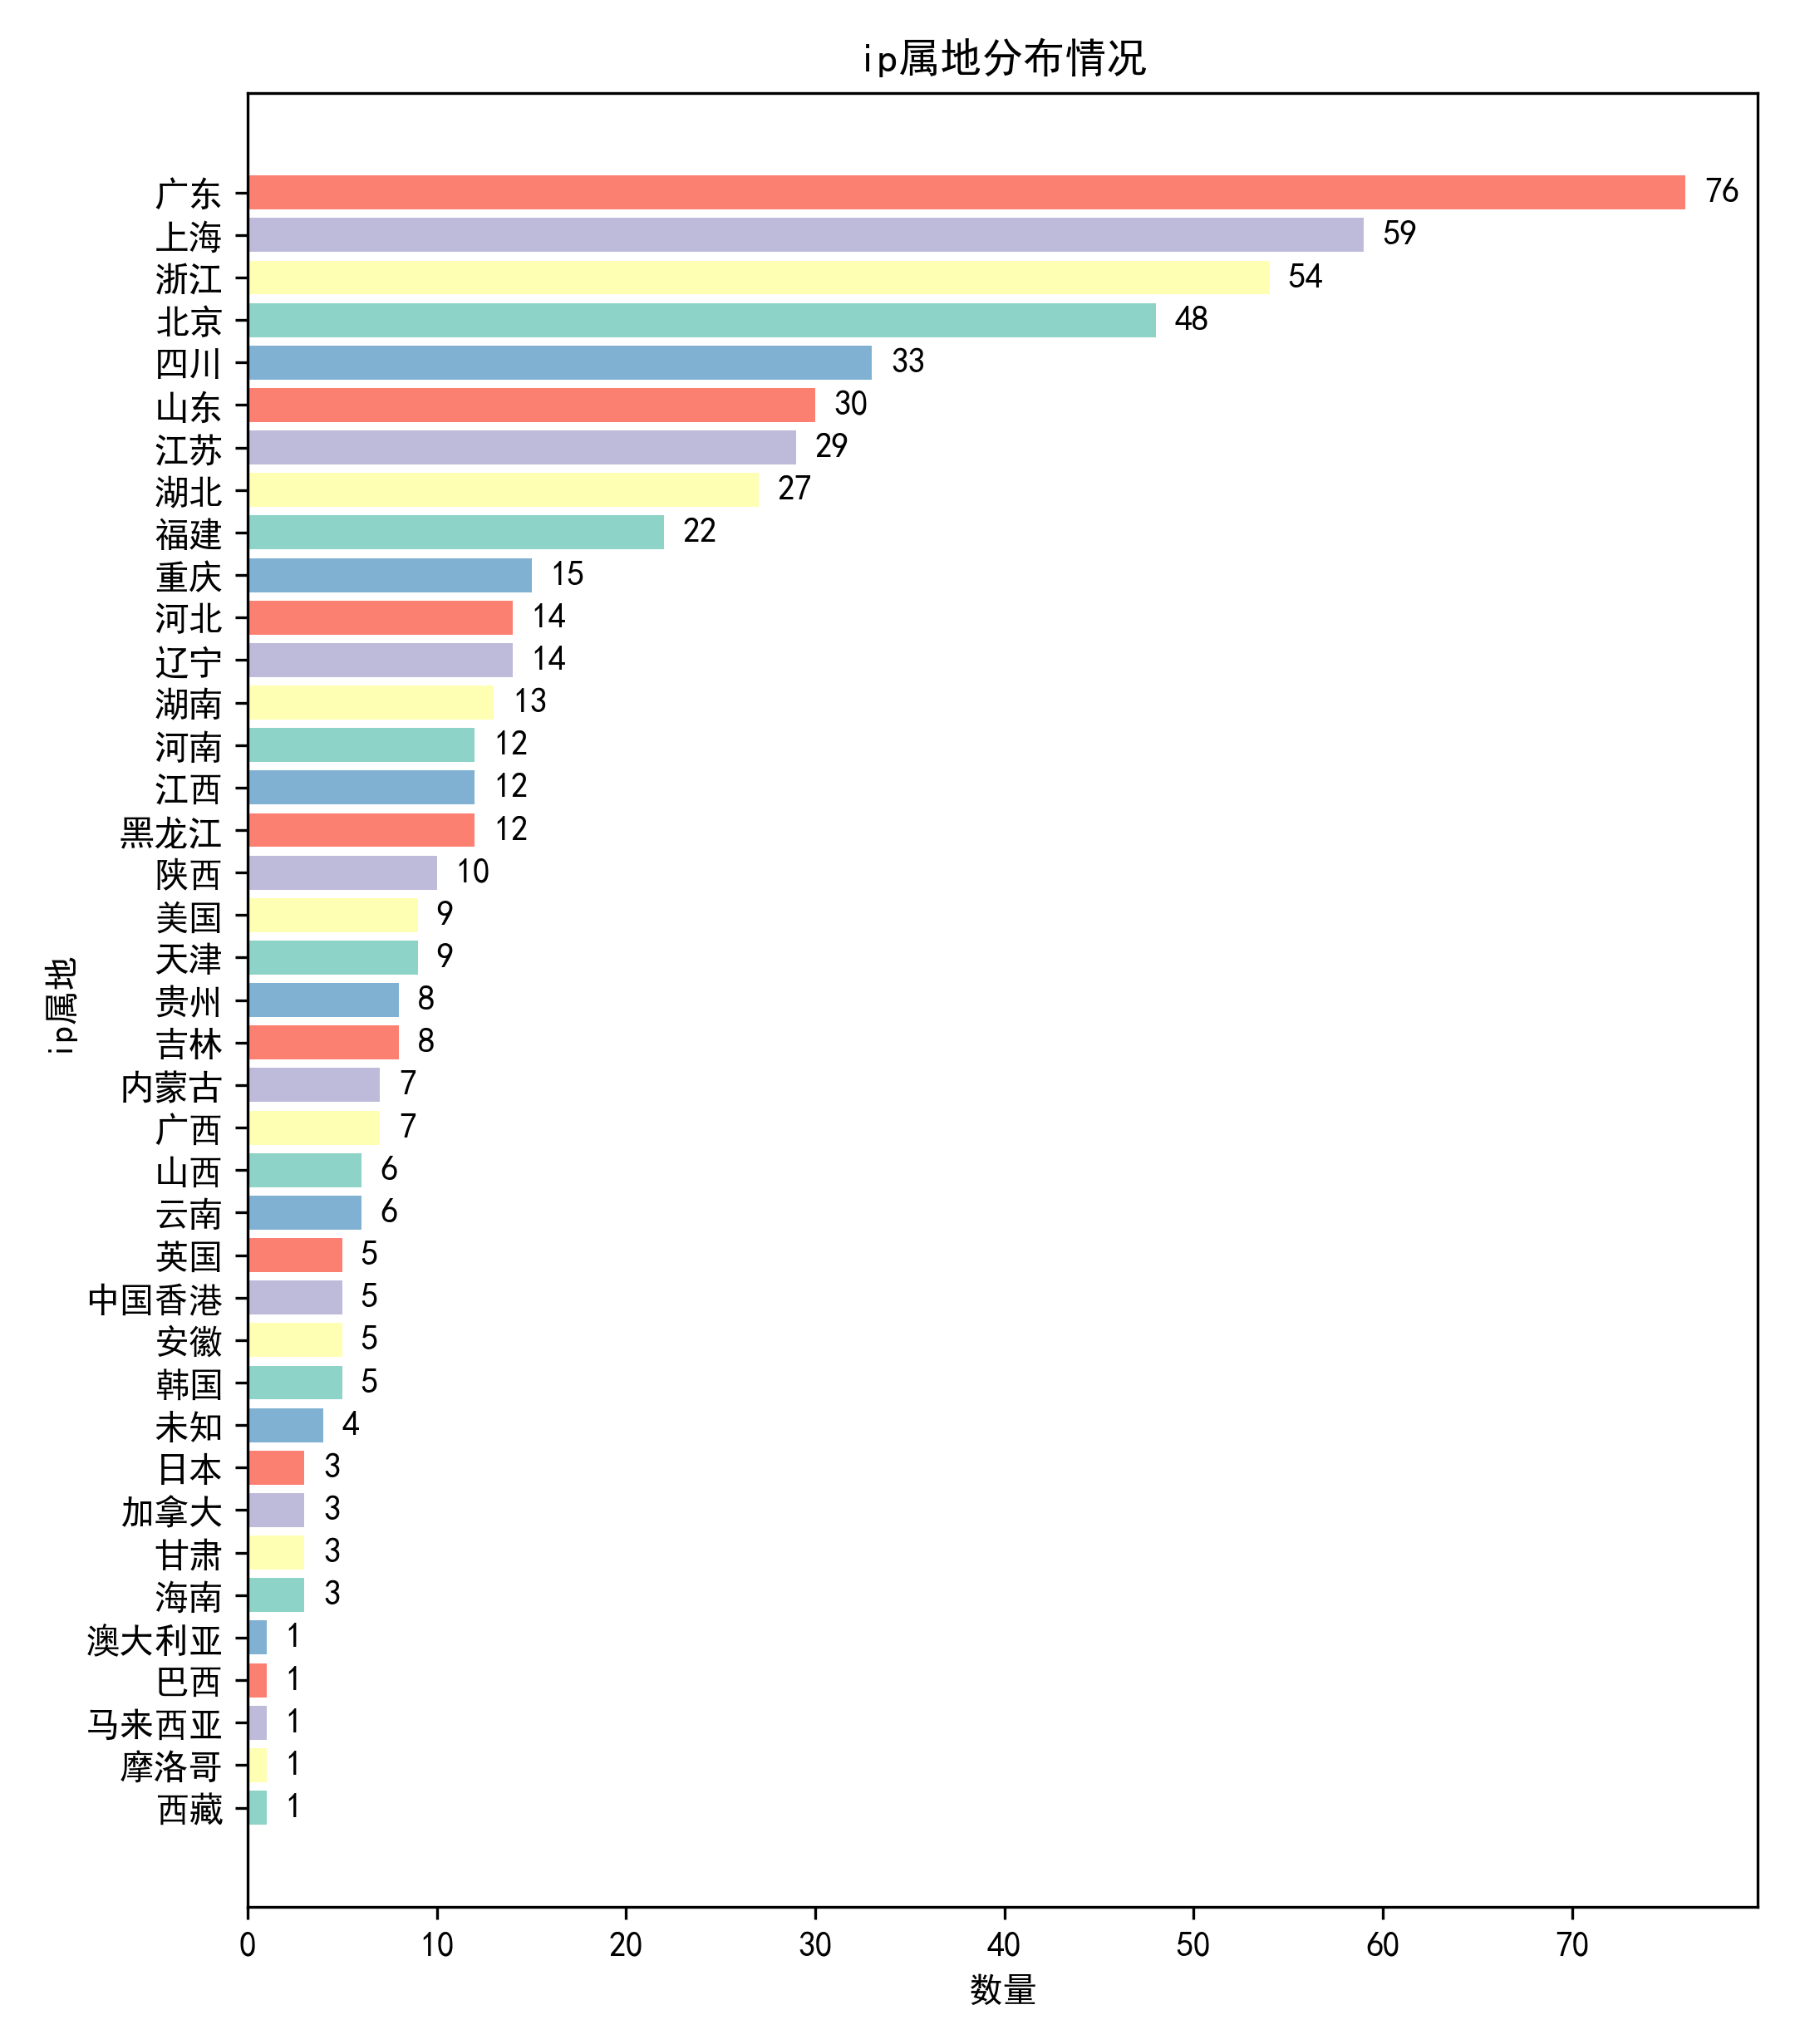 ip属地分布情况
广东 76
上海 59
浙江 54
北京 48
四川 33
山东 30
江苏 29
湖北 27
福建 22
重庆 15
河北 14
辽宁 14
湖南 13
河南 12
江西 12
黑龙江 12
陕西 10
美国 9
天津 9
贵州 8
吉林 8
内蒙古 7
广西 7
山西 6
云南 6
英国 5
中国香港 5
安徽 5
韩国 5
未知 4
日本 3
加拿大 3
甘肃 3
海南 3
澳大利亚 1
巴西 1
马来西亚 1
摩洛哥 1
西藏 1
ip属地
0 10 20 30 40 50 60 70
数量